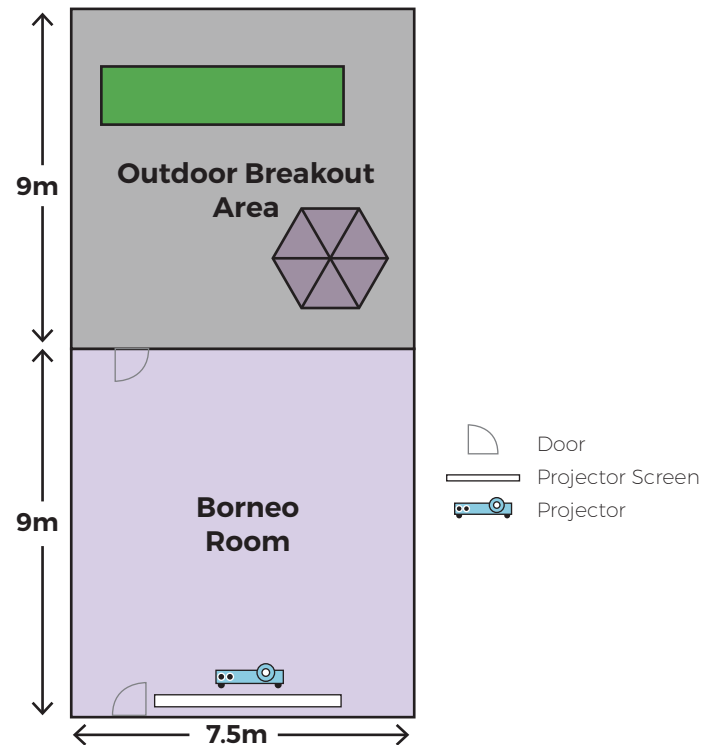 9m
Outdoor Breakout
Area
9m
Borneo
Room
7.5m
Door
Projector Screen
Projector